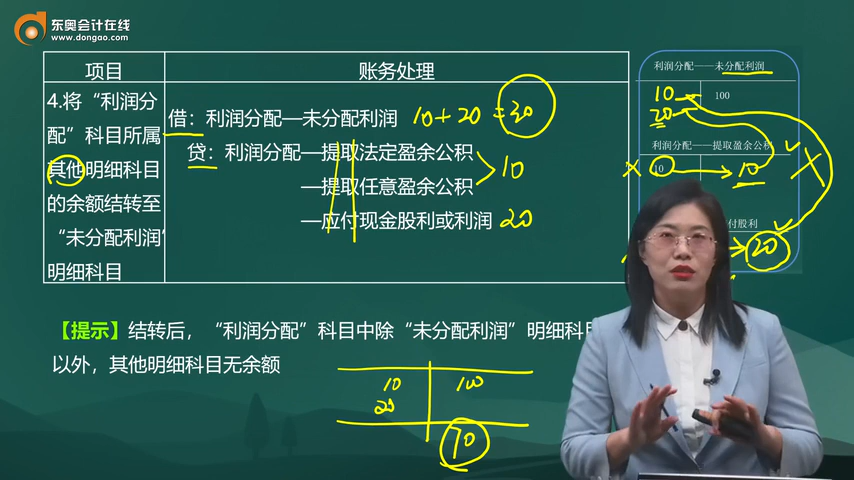 东奥会计在线
www.dongao.com
项目
账务处理
4.将“利润分
配”科目所属
其他明细科目
的余额结转至
“未分配利润”
明细科目
借：利润分配—未分配利润 10+20=30
贷：利润分配—提取法定盈余公积
—提取任意盈余公积
10
—应付现金股利或利润 20
利润分配——未分配利润
10 100
20
利润分配——提取盈余公积
10 10
付股利
20
【提示】结转后，“利润分配”科目中除“未分配利润”明细科目
以外，其他明细科目无余额
10 100
20
70